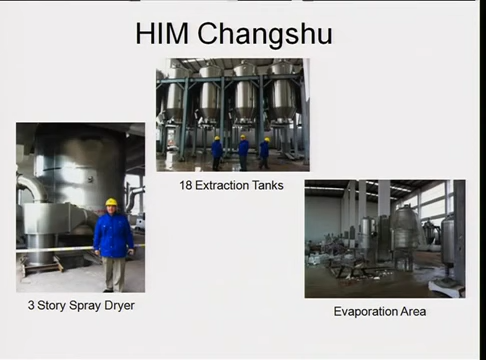 HIM Changshu
18 Extraction Tanks
3 Story Spray Dryer
Evaporation Area